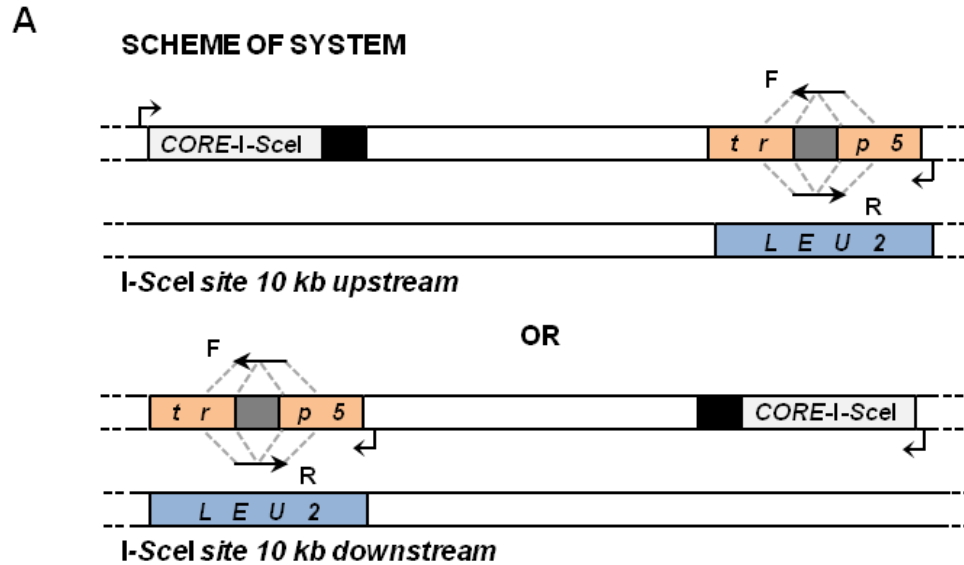 A
SCHEME OF SYSTEM
F
CORE-I-SceI
t r p 5
R
L E U 2
I-SceI site 10 kb upstream
OR
F
t r p 5
CORE-I-SceI
R
L E U 2
I-SceI site 10 kb downstream